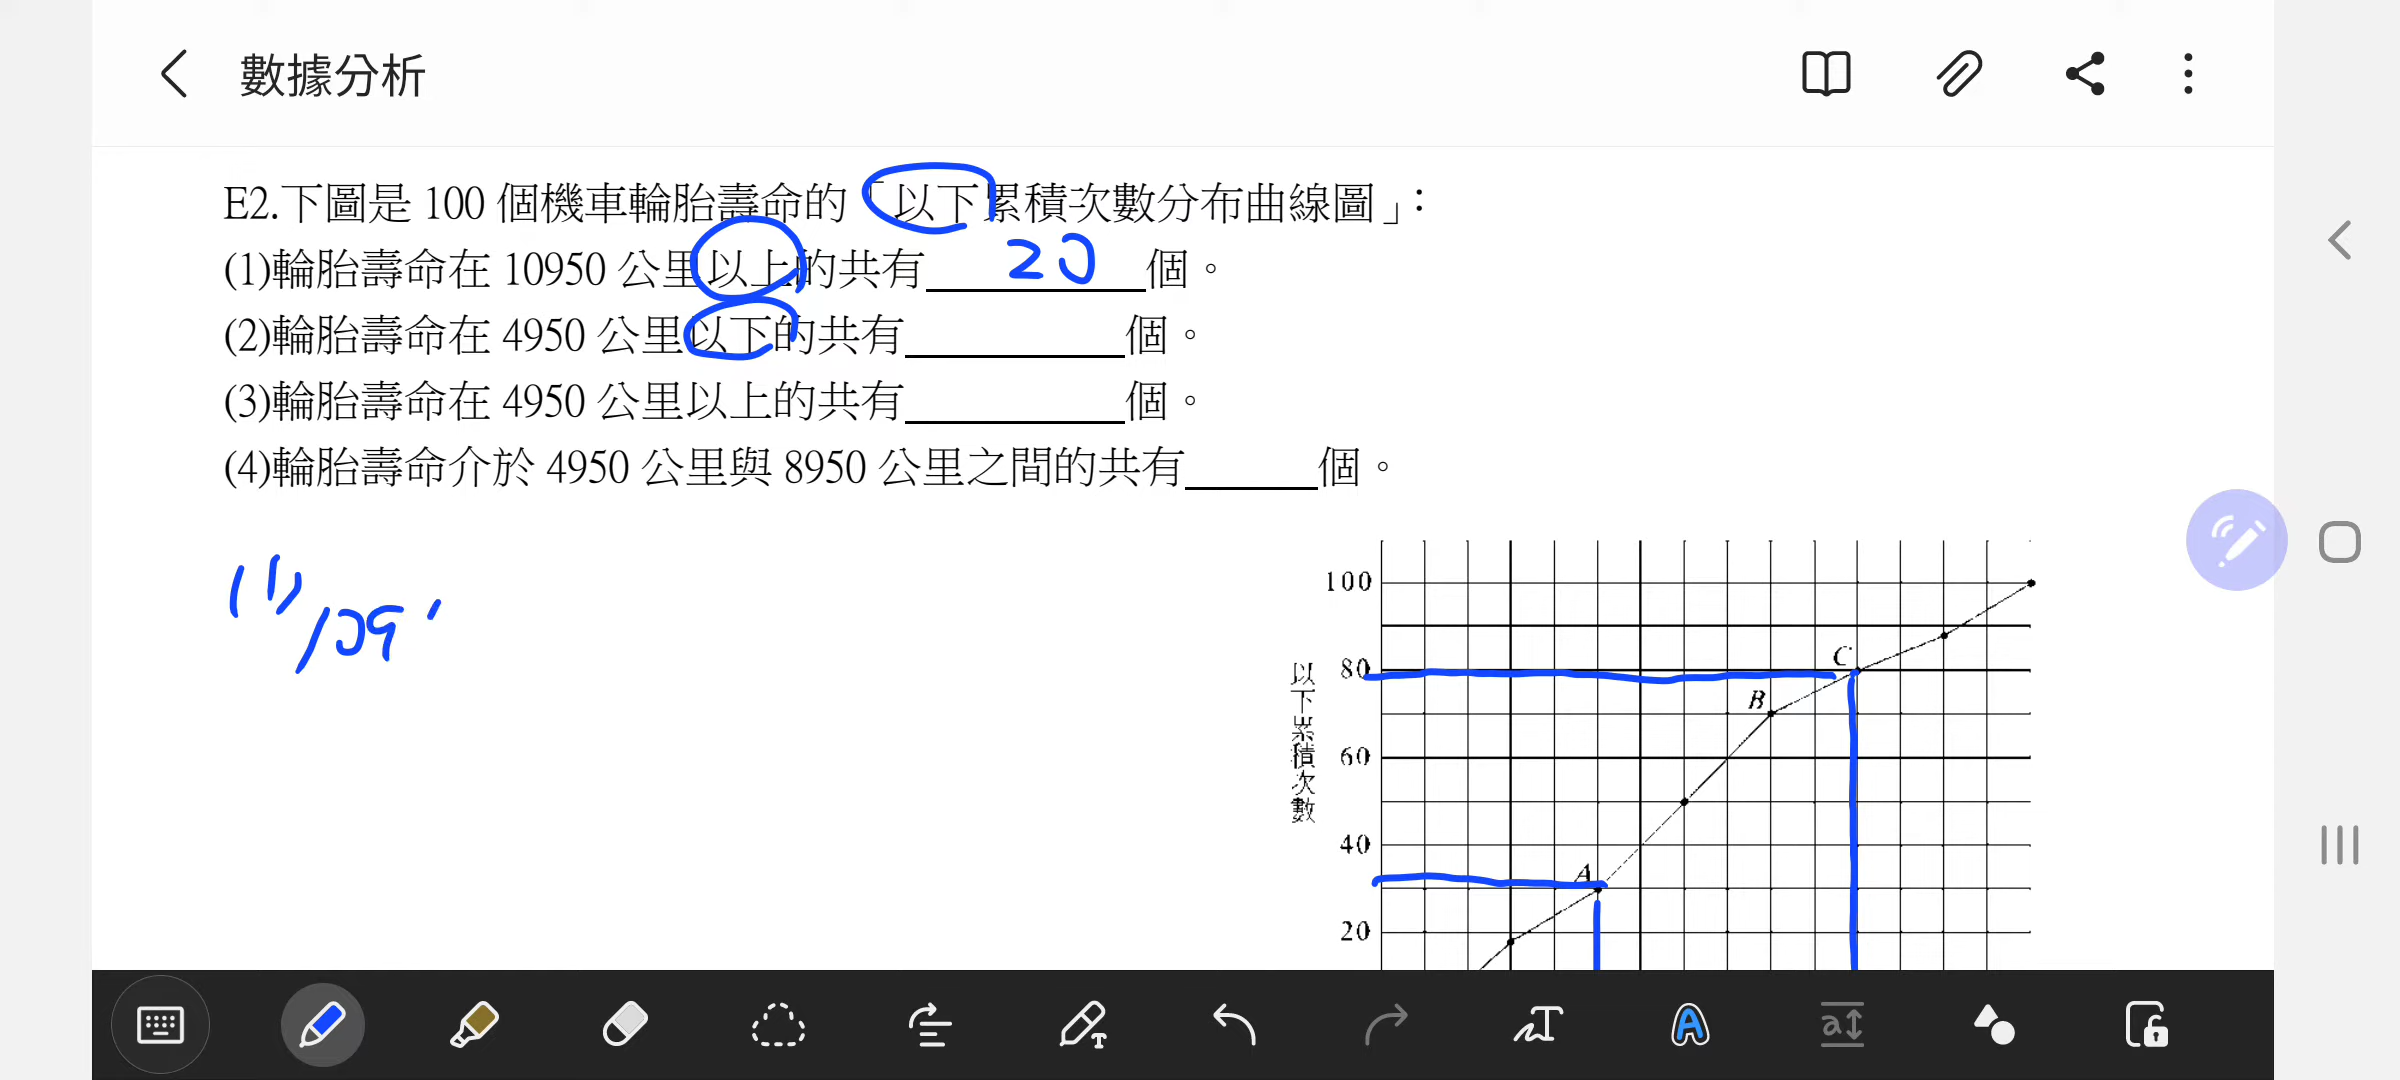 數據分析
E2.下圖是 100 個機車輪胎壽命的「以下累積次數分布曲線圖」：
(1)輪胎壽命在 10950 公里以上的共有 20 個。
(2)輪胎壽命在 4950 公里以下的共有個。
(3)輪胎壽命在 4950 公里以上的共有個。
(4)輪胎壽命介於 4950 公里與 8950 公里之間的共有個。
(1)
109
以下累積次數
100
80
60
40
20
C
B
A